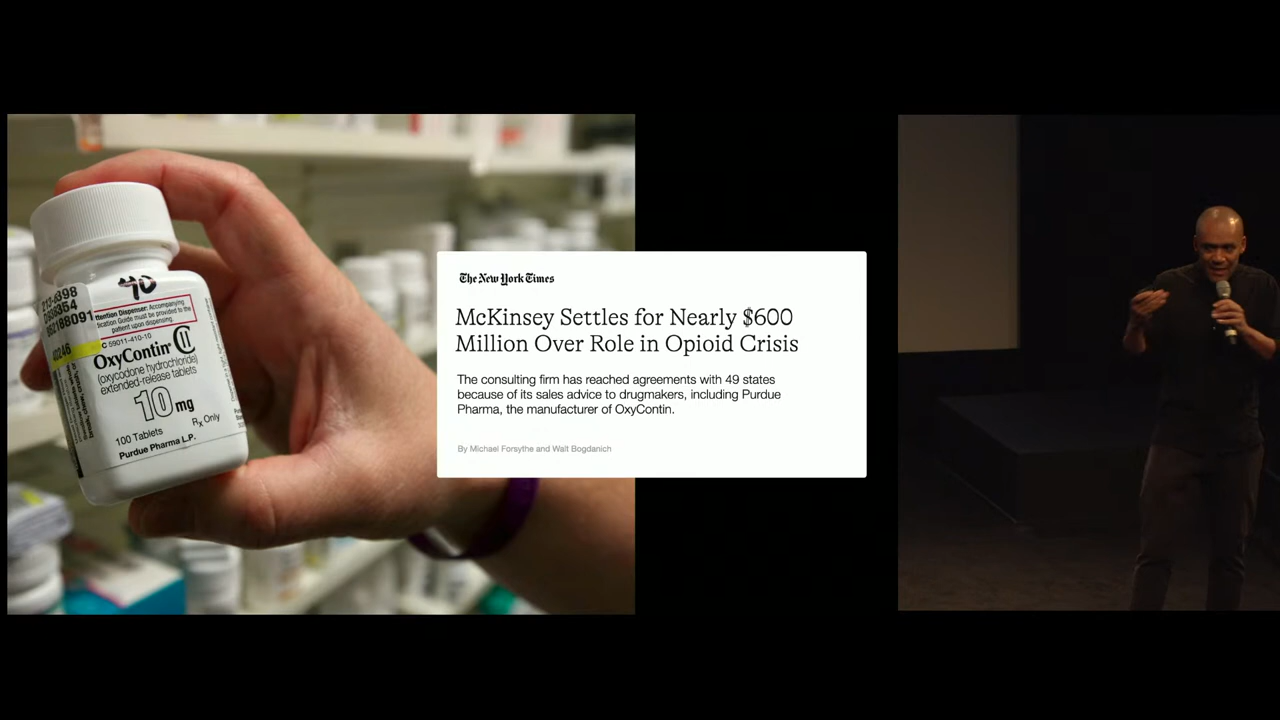 40
OxyContin CII
(oxycodone hydrochloride)
extended-release tablets
10 mg
100 Tablets
Rx Only
Purdue Pharma L.P.
The New York Times
McKinsey Settles for Nearly $600
Million Over Role in Opioid Crisis
The consulting firm has reached agreements with 49 states
because of its sales advice to drugmakers, including Purdue
Pharma, the manufacturer of OxyContin.
By Michael Forsythe and Walt Bogdanich